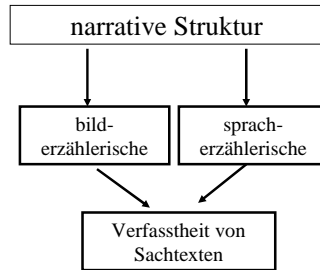 narrative Struktur
bild-
erzählerische
sprach-
erzählerische
Verfasstheit von
Sachtexten